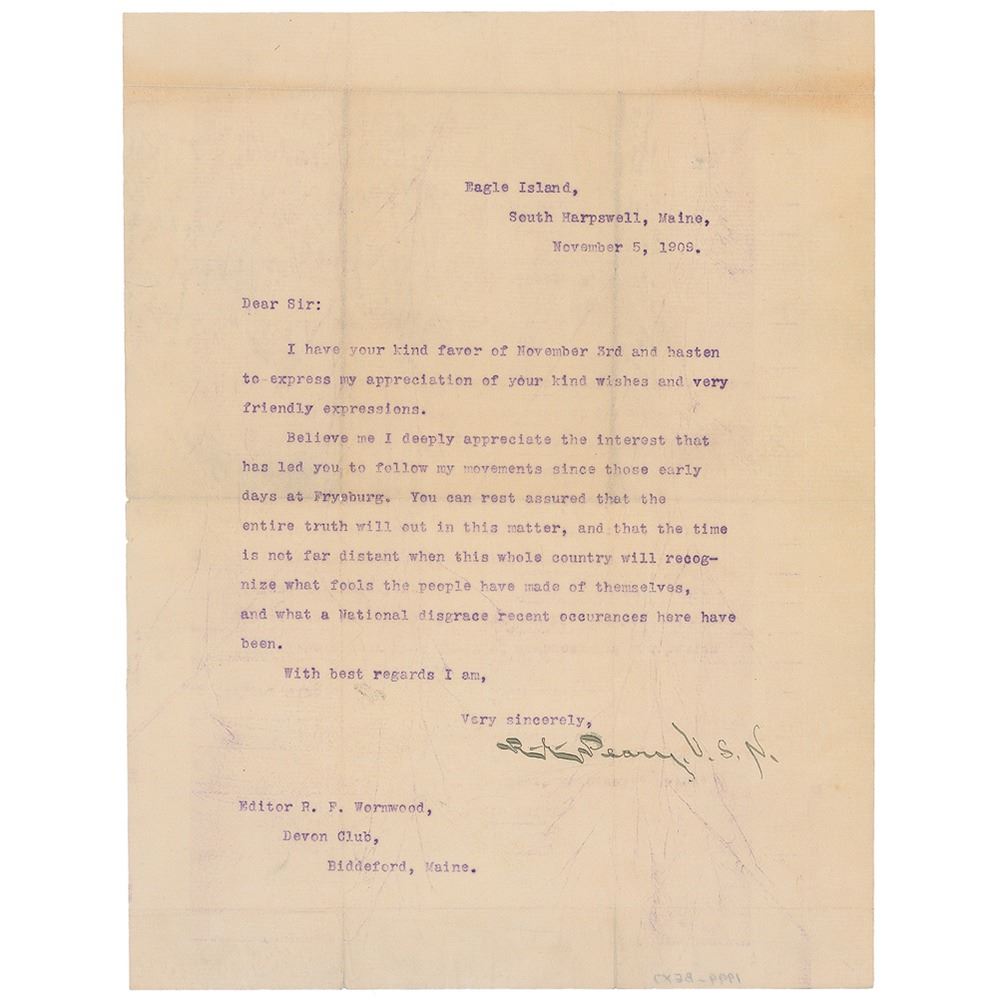 Eagle Island,
South Harpswell, Maine,
November 5, 1909.
Dear Sir:
I have your kind favor of November 3rd and hasten
to express my appreciation of your kind wishes and very
friendly expressions.
Believe me I deeply appreciate the interest that
has led you to follow my movements since those early
days at Fryeburg. You can rest assured that the
entire truth will out in this matter, and that the time
is not far distant when this whole country will recog-
nize what fools the people have made of themselves,
and what a National disgrace recent occurances here have
been.
With best regards I am,
Very sincerely,
R. E. Peary. U. S. N.
Editor R. F. Wormwood,
Devon Club,
Biddeford, Maine.